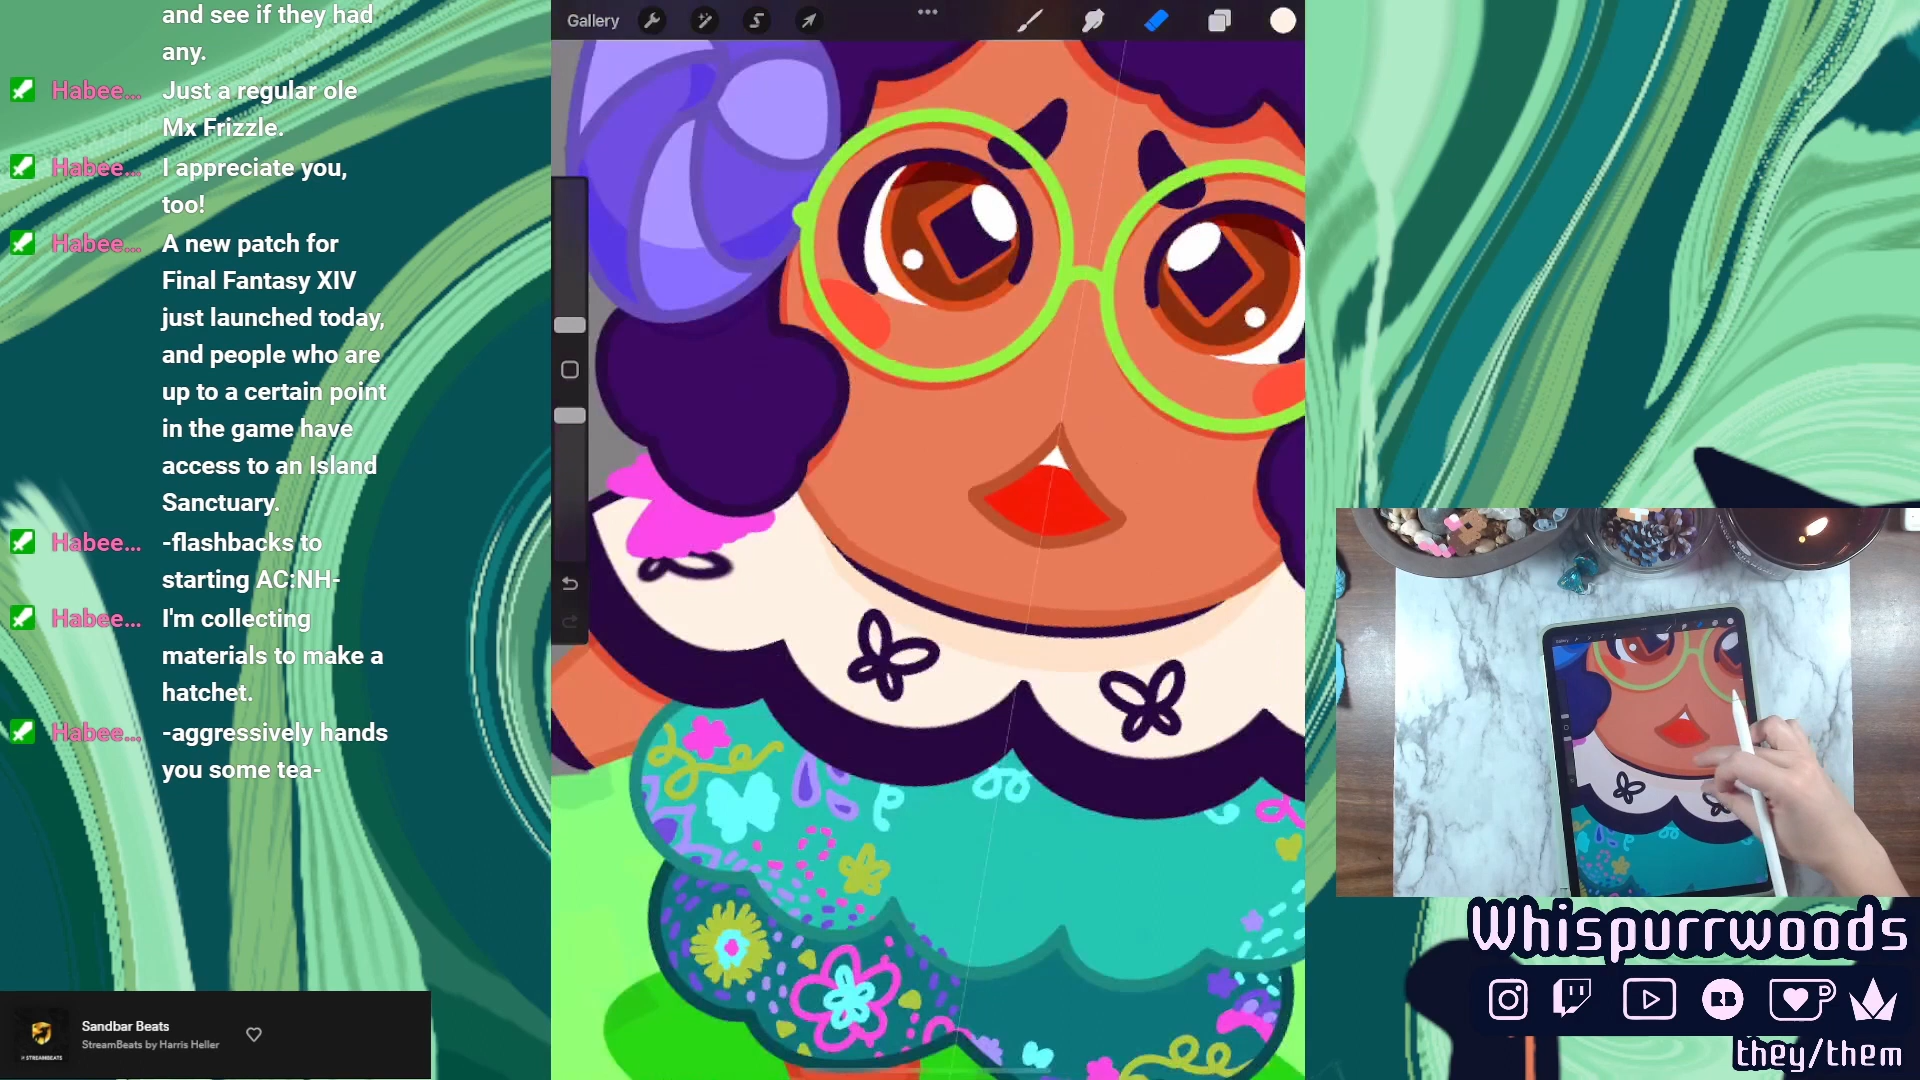 and see if they had
any.
Habee... Just a regular ole
Mx Frizzle.
Habee... I appreciate you,
too!
Habee... A new patch for
Final Fantasy XIV
just launched today,
and people who are
up to a certain point
in the game have
access to an Island
Sanctuary.
Habee... -flashbacks to
starting AC:NH-
Habee... I'm collecting
materials to make a
hatchet.
Habee... -aggressively hands
you some tea-
Sandbar Beats
StreamBeats by Harris Heller
STREAMBEATS
Gallery
Whispurrwoods
they/them